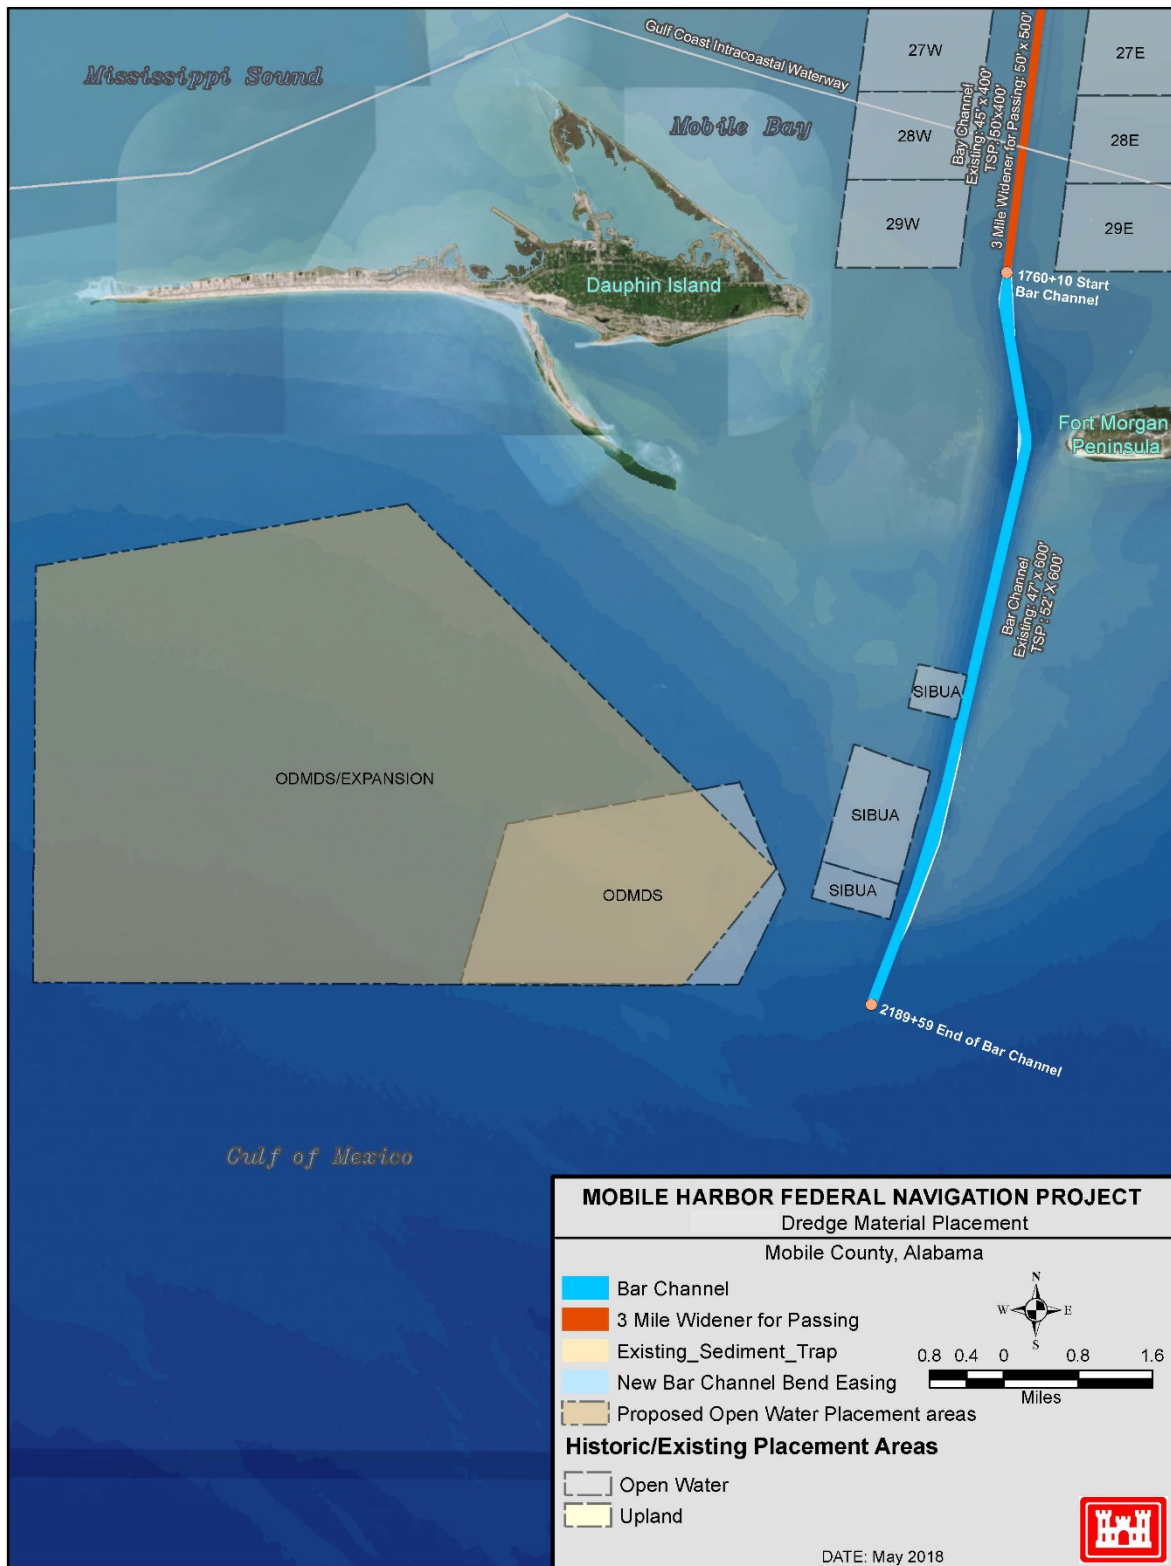 Mississippi Sound
Gulf Coast Intracoastal Waterway
Mobile Bay
27W
27E
28W
28E
29W
29E
Bay Channel
Existing: 45' x 400'
TSP: 50'x400'
3 Mile Widener for Passing: 50' x 500'
1760+10 Start
Bar Channel
Dauphin Island
Fort Morgan
Peninsula
Bar Channel
Existing: 47' x 600'
TSP : 52' X 600'
SIBUA
SIBUA
SIBUA
ODMDS/EXPANSION
ODMDS
2189+59 End of Bar Channel
Gulf of Mexico
MOBILE HARBOR FEDERAL NAVIGATION PROJECT
Dredge Material Placement
Mobile County, Alabama
Bar Channel
3 Mile Widener for Passing
Existing_Sediment_Trap
New Bar Channel Bend Easing
Proposed Open Water Placement areas
N
W E
S
0.8 0.4 0 0.8 1.6
Miles
Historic/Existing Placement Areas
Open Water
Upland
DATE: May 2018